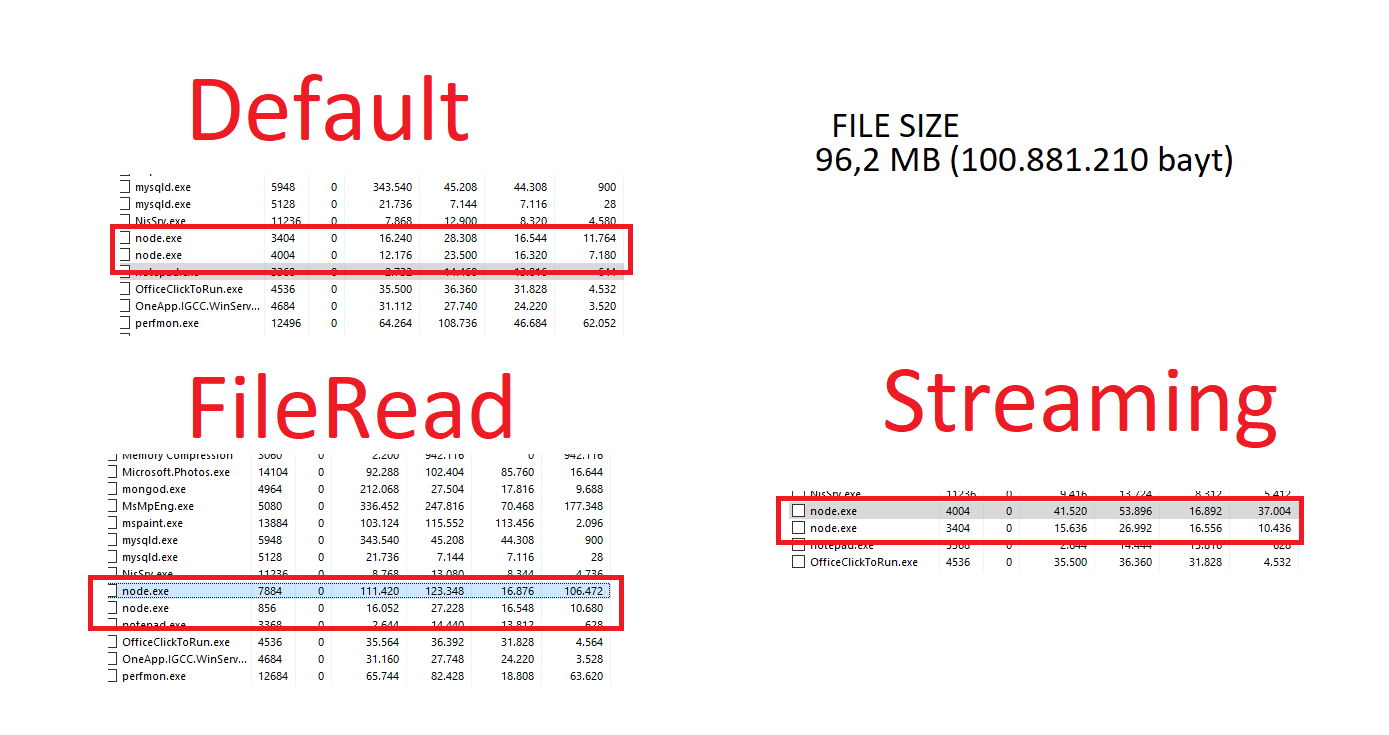 Default
FILE SIZE
96,2 MB (100.881.210 bayt)
mysqld.exe 5948 0 343.540 45.208 44.308 900
mysqld.exe 5128 0 21.736 7.144 7.116 28
NisSrv.exe 11236 0 7.868 12.900 8.320 4.580
node.exe 3404 0 16.240 28.308 16.544 11.764
node.exe 4004 0 12.176 23.500 16.320 7.180
notepad.exe 3368 0 2.732 14.460 13.816 644
OfficeClickToRun.exe 4536 0 35.500 36.360 31.828 4.532
OneApp.IGCC.WinServ... 4684 0 31.112 27.740 24.220 3.520
perfmon.exe 12496 0 64.264 108.736 46.684 62.052
FileRead
Memory Compression 3060 0 2.200 942.116 0 942.116
Microsoft.Photos.exe 14104 0 92.288 102.404 85.760 16.644
mongod.exe 4964 0 212.068 27.504 17.816 9.688
MsMpEng.exe 5080 0 336.452 247.816 70.468 177.348
mspaint.exe 13884 0 103.124 115.552 113.456 2.096
mysqld.exe 5948 0 343.540 45.208 44.308 900
mysqld.exe 5128 0 21.736 7.144 7.116 28
NisSrv.exe 11236 0 8.768 13.080 8.344 4.736
node.exe 7884 0 111.420 123.348 16.876 106.472
node.exe 856 0 16.052 27.228 16.548 10.680
notepad.exe 3368 0 2.644 14.440 13.812 628
OfficeClickToRun.exe 4536 0 35.564 36.392 31.828 4.564
OneApp.IGCC.WinServ... 4684 0 31.160 27.748 24.220 3.528
perfmon.exe 12684 0 65.744 82.428 18.808 63.620
Streaming
NisSrv.exe 11236 0 9.416 13.724 8.312 5.412
node.exe 4004 0 41.520 53.896 16.892 37.004
node.exe 3404 0 15.636 26.992 16.556 10.436
notepad.exe 3368 0 2.644 14.444 13.816 628
OfficeClickToRun.exe 4536 0 35.500 36.360 31.828 4.532